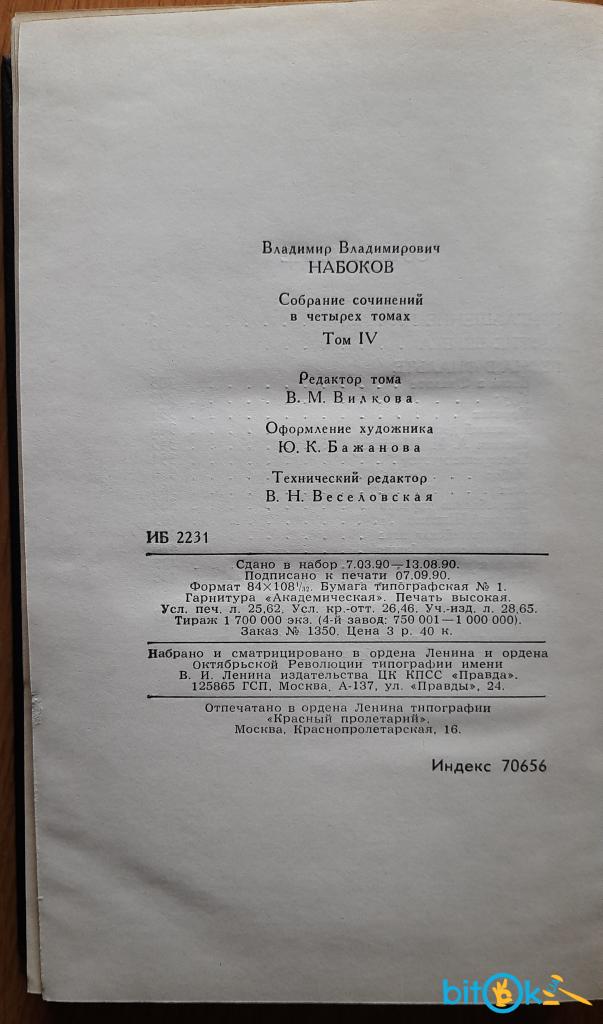 Владимир Владимирович
НАБОКОВ
Собрание сочинений
в четырех томах
Том IV
Редактор тома
В. М. Вилкова
Оформление художника
Ю. К. Бажанова
Технический редактор
В. Н. Веселовская
ИБ 2231
Сдано в набор .7.03.90—13.08.90.
Подписано к печати 07.09.90.
Формат 84×108¹/₃₂. Бумага типографская № 1.
Гарнитура «Академическая». Печать высокая.
Усл. печ. л. 25,62. Усл. кр.-отт. 26,46. Уч.-изд. л. 28,65.
Тираж 1 700 000 экз. (4-й завод: 750 001—1 000 000).
Заказ № 1350. Цена 3 р. 40 к.
Набрано и сматрицировано в ордена Ленина и ордена
Октябрьской Революции типографии имени
В. И. Ленина издательства ЦК КПСС «Правда».
125865 ГСП, Москва, А-137, ул. «Правды», 24.
Отпечатано в ордена Ленина типографии
«Красный пролетарий».
Москва, Краснопролетарская, 16.
Индекс 70656
bitOk